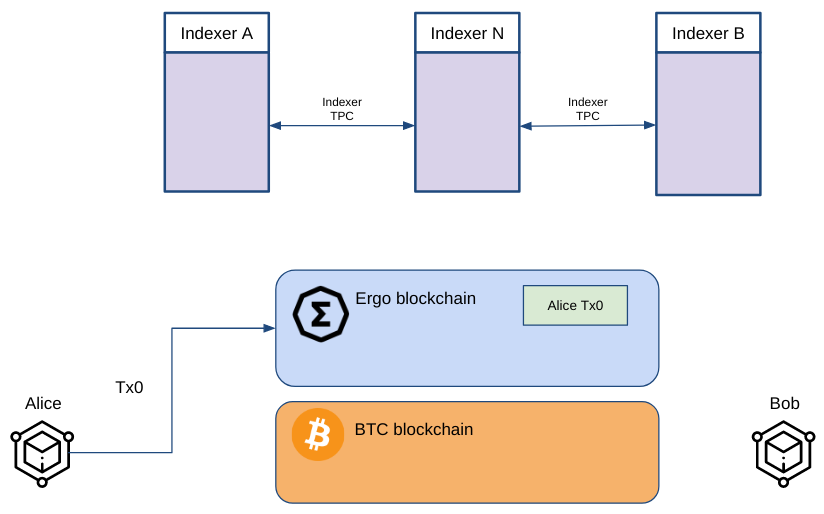 Indexer A
Indexer N
Indexer B
Indexer
TPC
Indexer
TPC
Ergo blockchain
Alice Tx0
Σ
Tx0
Alice
Bob
BTC blockchain